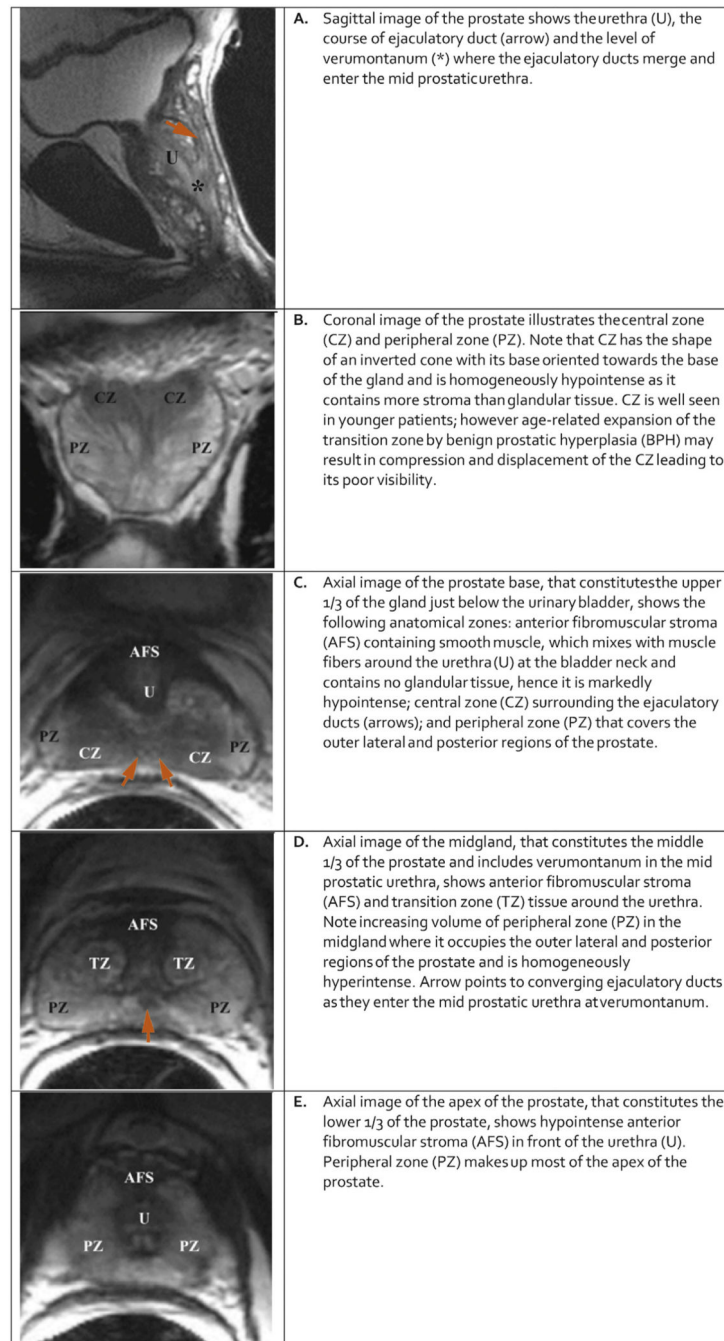 A. Sagittal image of the prostate shows theurethra (U), the
course of ejaculatory duct (arrow) and the level of
verumontanum (*) where the ejaculatory ducts merge and
enter the mid prostaticurethra.
U
*
B. Coronal image of the prostate illustrates thecentral zone
(CZ) and peripheral zone (PZ). Note that CZ has the shape
of an inverted cone with its base oriented towards the base
of the gland and is homogeneously hypointense as it
contains more stroma than glandular tissue. CZ is well seen
in younger patients; however age-related expansion of the
transition zone by benign prostatic hyperplasia (BPH) may
result in compression and displacement of the CZ leading to
its poor visibility.
CZ CZ
PZ PZ
C. Axial image of the prostate base, that constitutesthe upper
1/3 of the gland just below the urinary bladder, shows the
following anatomical zones: anterior fibromuscular stroma
(AFS) containing smooth muscle, which mixes with muscle
fibers around the urethra (U) at the bladder neck and
contains no glandular tissue, hence it is markedly
hypointense; central zone (CZ) surrounding the ejaculatory
ducts (arrows); and peripheral zone (PZ) that covers the
outer lateral and posterior regions of the prostate.
AFS
U
PZ PZ
CZ CZ
D. Axial image of the midgland, that constitutes the middle
1/3 of the prostate and includes verumontanum in the mid
prostatic urethra, shows anterior fibromuscular stroma
(AFS) and transition zone (TZ) tissue around the urethra.
Note increasing volume of peripheral zone (PZ) in the
midgland where it occupies the outer lateral and posterior
regions of the prostate and is homogeneously
hyperintense. Arrow points to converging ejaculatory ducts
as they enter the mid prostatic urethra atverumontanum.
AFS
TZ TZ
PZ PZ
E. Axial image of the apex of the prostate, that constitutes the
lower 1/3 of the prostate, shows hypointense anterior
fibromuscular stroma (AFS) in front of the urethra (U).
Peripheral zone (PZ) makes up most of the apex of the
prostate.
AFS
U
PZ PZ